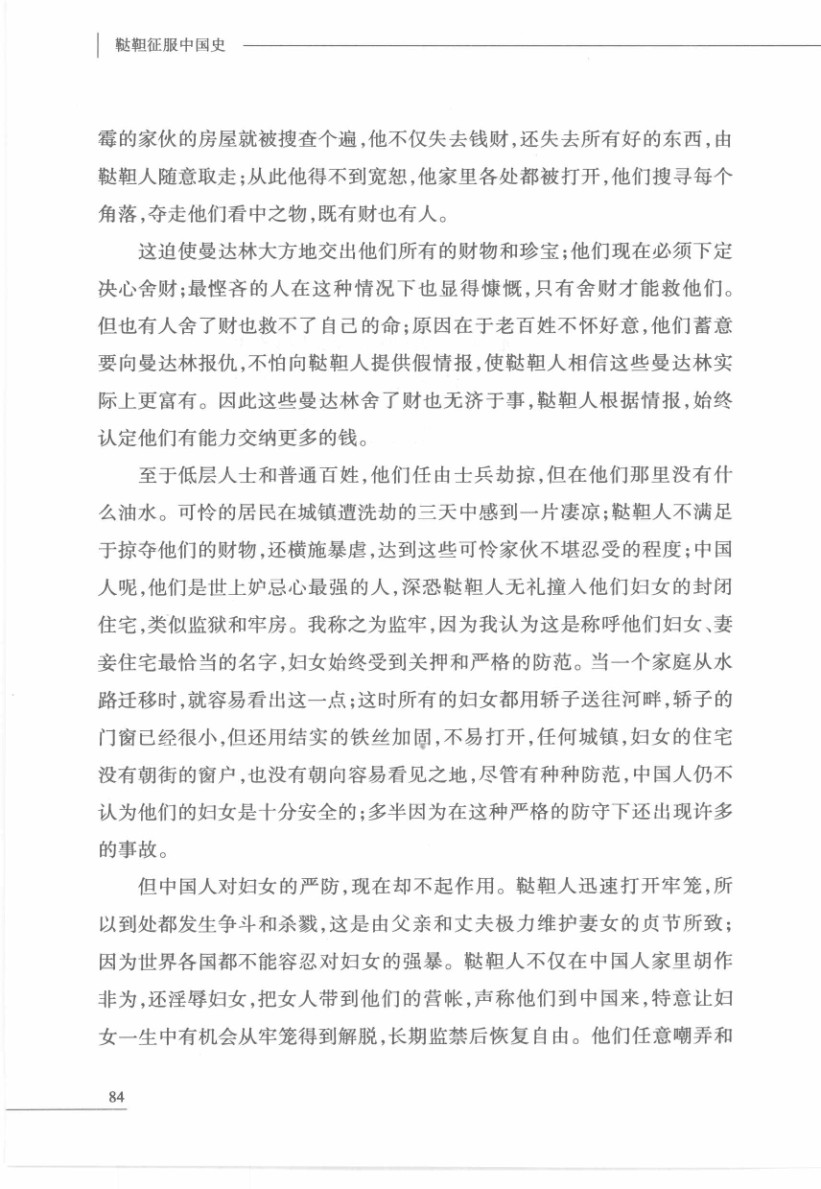 鞑靼征服中国史
霉的家伙的房屋就被搜查个遍,他不仅失去钱财,还失去所有好的东西,由
鞑靼人随意取走;从此他得不到宽恕,他家里各处都被打开,他们搜寻每个
角落,夺走他们看中之物,既有财也有人。
这迫使曼达林大方地交出他们所有的财物和珍宝;他们现在必须下定
决心舍财;最悭吝的人在这种情况下也显得慷慨,只有舍财才能救他们。
但也有人舍了财也救不了自己的命;原因在于老百姓不怀好意,他们蓄意
要向曼达林报仇,不怕向鞑靼人提供假情报,使鞑靼人相信这些曼达林实
际上更富有。因此这些曼达林舍了财也无济于事,鞑靼人根据情报,始终
认定他们有能力交纳更多的钱。
至于低层人士和普通百姓,他们任由士兵劫掠,但在他们那里没有什
么油水。可怜的居民在城镇遭洗劫的三天中感到一片凄凉;鞑靼人不满足
于掠夺他们的财物,还横施暴虐,达到这些可怜家伙不堪忍受的程度;中国
人呢,他们是世上妒忌心最强的人,深恐鞑靼人无礼撞入他们妇女的封闭
住宅,类似监狱和牢房。我称之为监牢,因为我认为这是称呼他们妇女、妻
妾住宅最恰当的名字,妇女始终受到关押和严格的防范。当一个家庭从水
路迁移时,就容易看出这一点;这时所有的妇女都用轿子送往河畔,轿子的
门窗已经很小,但还用结实的铁丝加固,不易打开,任何城镇,妇女的住宅
没有朝街的窗户,也没有朝向容易看见之地,尽管有种种防范,中国人仍不
认为他们的妇女是十分安全的;多半因为在这种严格的防守下还出现许多
的事故。
但中国人对妇女的严防,现在却不起作用。鞑靼人迅速打开牢笼,所
以到处都发生争斗和杀戮,这是由父亲和丈夫极力维护妻女的贞节所致;
因为世界各国都不能容忍对妇女的强暴。鞑靼人不仅在中国人家里胡作
非为,还淫辱妇女,把女人带到他们的营帐,声称他们到中国来,特意让妇
女一生中有机会从牢笼得到解脱,长期监禁后恢复自由。他们任意嘲弄和
84